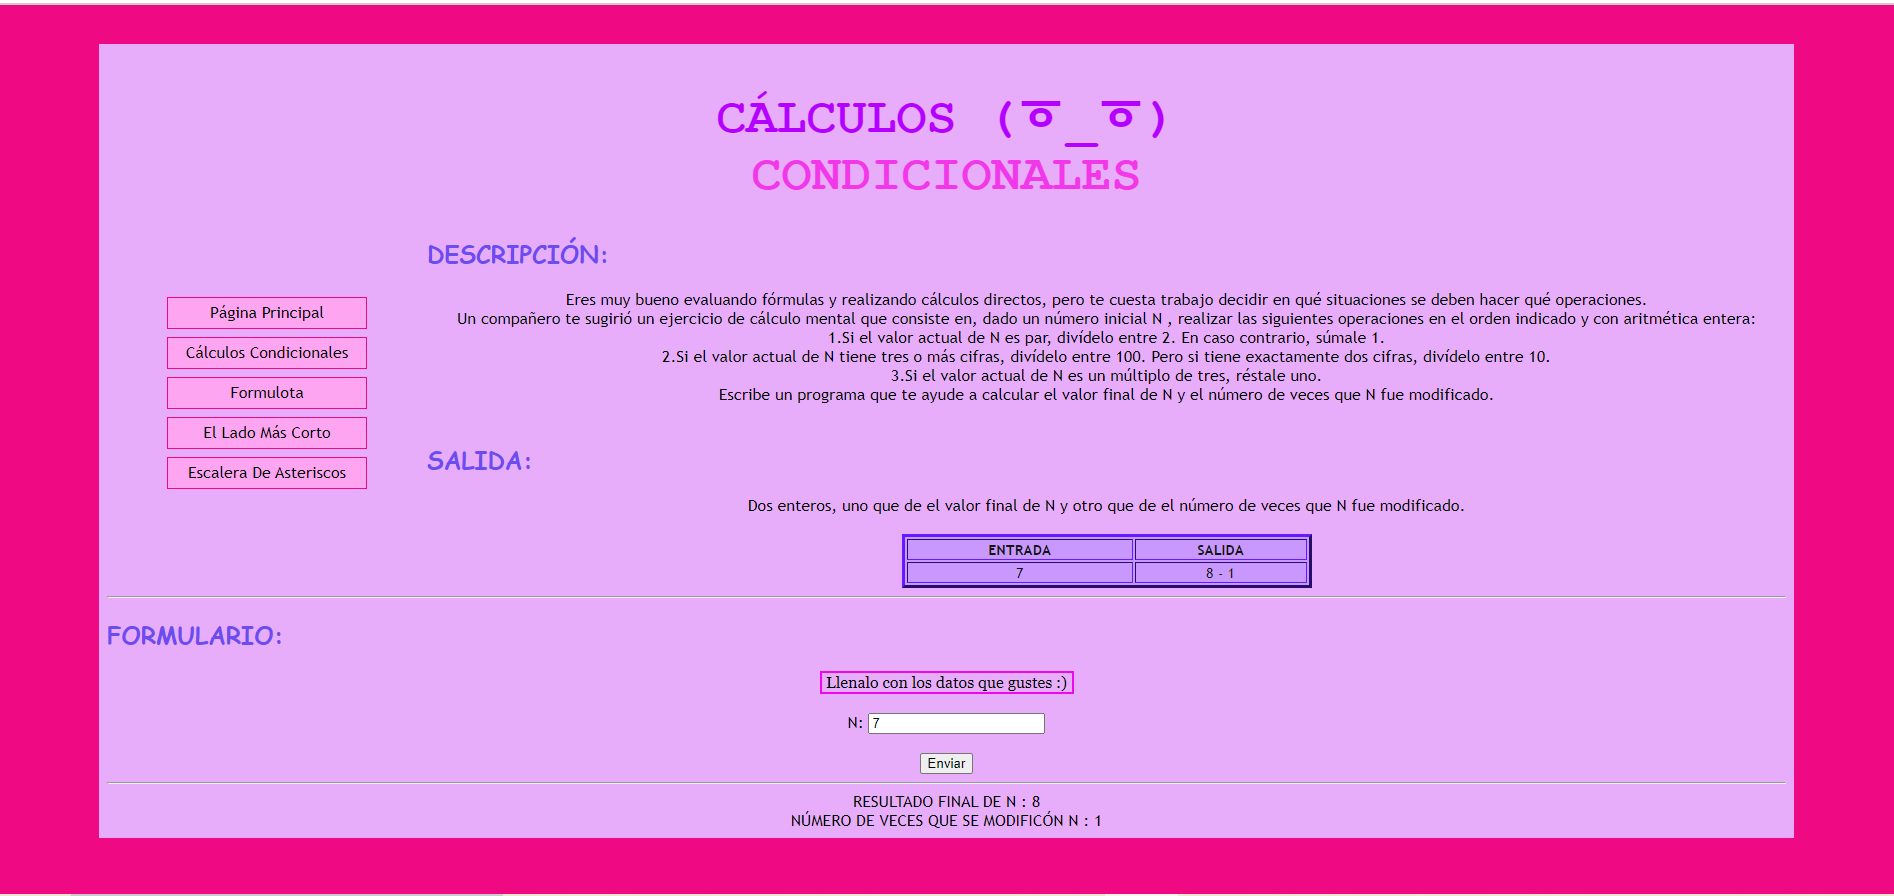 CÁLCULOS (ㆆ_ㆆ)
CONDICIONALES
Página Principal
Cálculos Condicionales
Formulota
El Lado Más Corto
Escalera De Asteriscos
DESCRIPCIÓN:
Eres muy bueno evaluando fórmulas y realizando cálculos directos, pero te cuesta trabajo decidir en qué situaciones se deben hacer qué operaciones.
Un compañero te sugirió un ejercicio de cálculo mental que consiste en, dado un número inicial N , realizar las siguientes operaciones en el orden indicado y con aritmética entera:
1.Si el valor actual de N es par, divídelo entre 2. En caso contrario, súmale 1.
2.Si el valor actual de N tiene tres o más cifras, divídelo entre 100. Pero si tiene exactamente dos cifras, divídelo entre 10.
3.Si el valor actual de N es un múltiplo de tres, réstale uno.
Escribe un programa que te ayude a calcular el valor final de N y el número de veces que N fue modificado.
SALIDA:
Dos enteros, uno que de el valor final de N y otro que de el número de veces que N fue modificado.
ENTRADA SALIDA
7 8 - 1
FORMULARIO:
Llenalo con los datos que gustes :)
N: 7
Enviar
RESULTADO FINAL DE N : 8
NÚMERO DE VECES QUE SE MODIFICÓN N : 1